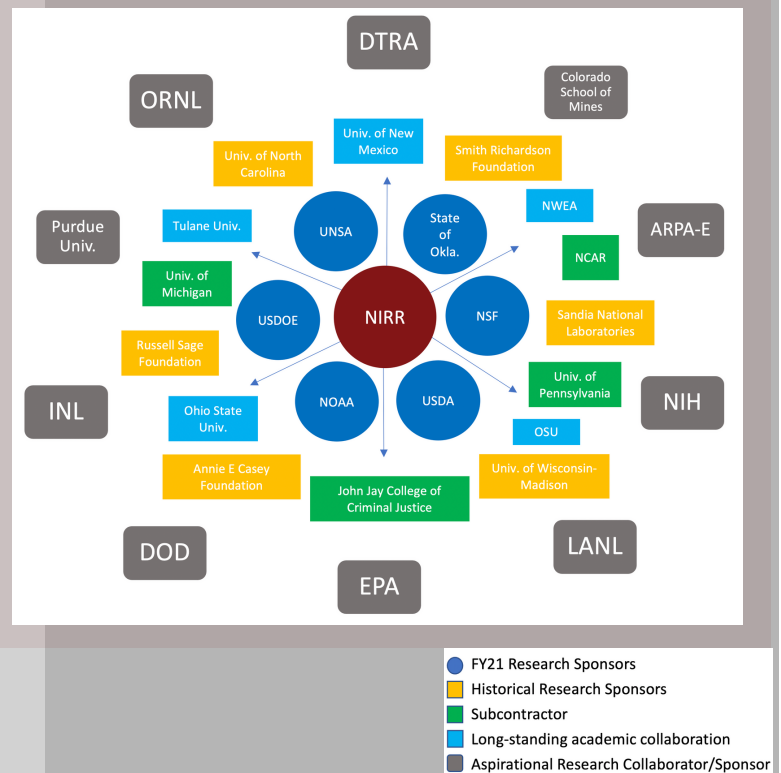 DTRA
Colorado
School of
Mines
ORNL
Univ. of New
Mexico
Univ. of North
Carolina
Smith Richardson
Foundation
NWEA
Tulane Univ.
UNSA
State
of
Okla.
Purdue
Univ.
ARPA-E
NCAR
Univ. of
Michigan
USDOE
NIRR
NSF
Sandia National
Laboratories
Russell Sage
Foundation
Univ. of
Pennsylvania
INL
NIH
Ohio State
Univ.
NOAA
USDA
OSU
Annie E Casey
Foundation
Univ. of Wisconsin-
Madison
John Jay College of
Criminal Justice
DOD
LANL
EPA
FY21 Research Sponsors
Historical Research Sponsors
Subcontractor
Long-standing academic collaboration
Aspirational Research Collaborator/Sponsor